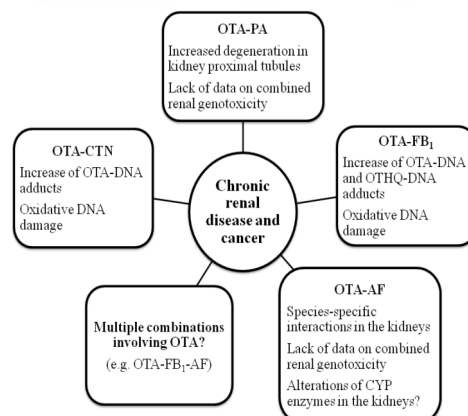 OTA-PA
Increased degeneration in
kidney proximal tubules
Lack of data on combined
renal genotoxicity
OTA-CTN
Increase of OTA-DNA
adducts
Oxidative DNA
damage
Chronic
renal
disease and
cancer
OTA-FB₁
Increase of OTA-DNA
and OTHQ-DNA
adducts
Oxidative DNA
damage
Multiple combinations
involving OTA?
(e.g. OTA-FB₁-AF)
OTA-AF
Species-specific
interactions in the kidneys
Lack of data on combined
renal genotoxicity
Alterations of CYP
enzymes in the kidneys?